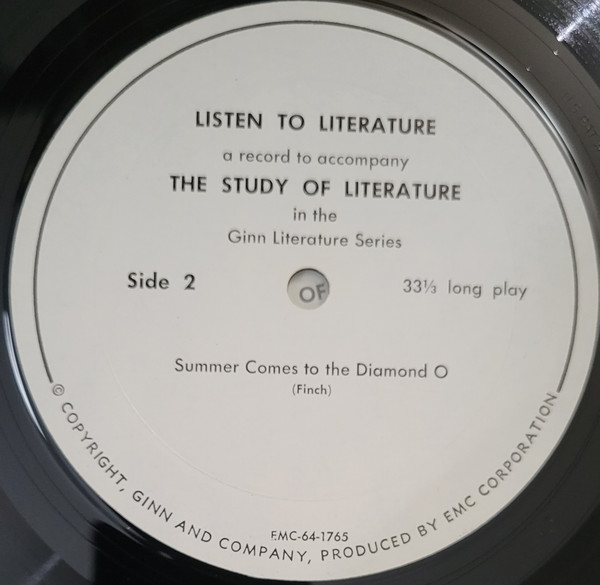 LISTEN TO LITERATURE
a record to accompany
THE STUDY OF LITERATURE
in the
Ginn Literature Series
Side 2
OF
33⅓ long play
Summer Comes to the Diamond O
(Finch)
EMC-64-1765
© COPYRIGHT, GINN AND COMPANY, PRODUCED BY EMC CORPORATION